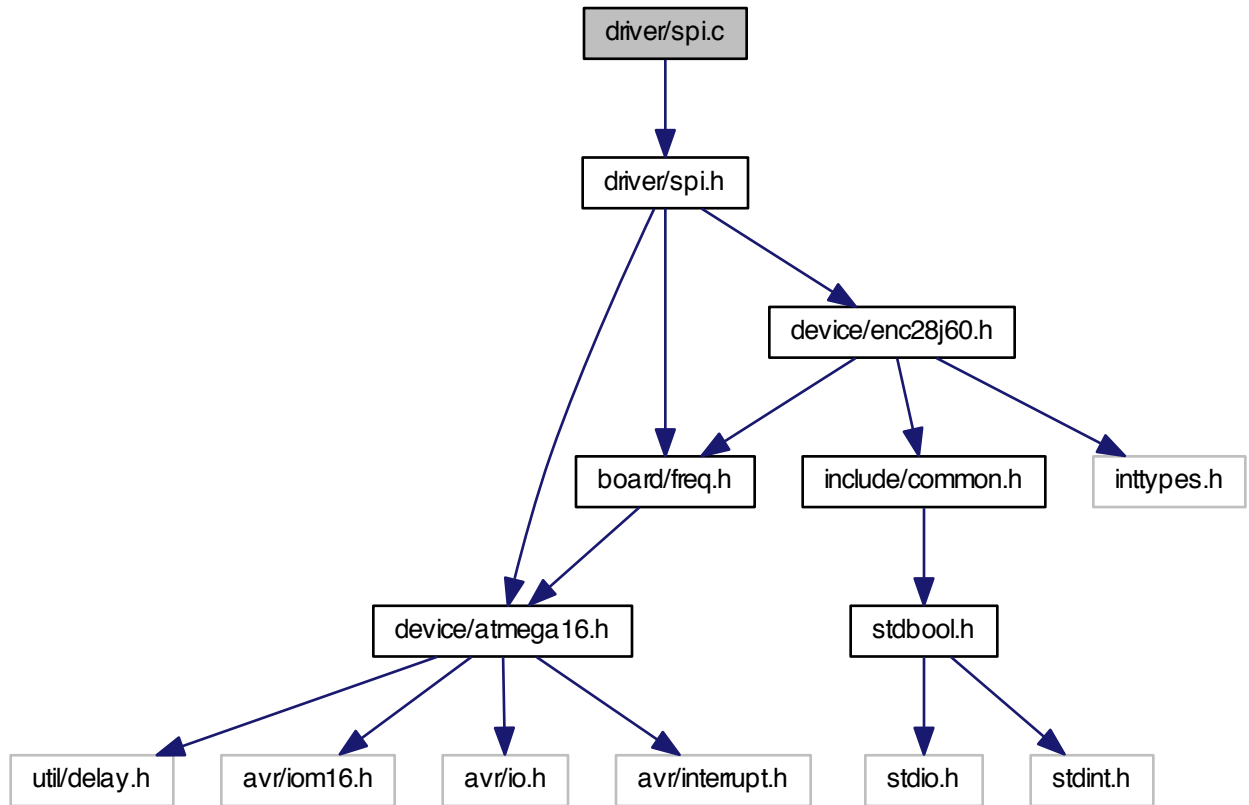 driver/spi.c
driver/spi.h
device/enc28j60.h
board/freq.h
include/common.h
inttypes.h
device/atmega16.h
stdbool.h
util/delay.h
avr/iom16.h
avr/io.h
avr/interrupt.h
stdio.h
stdint.h